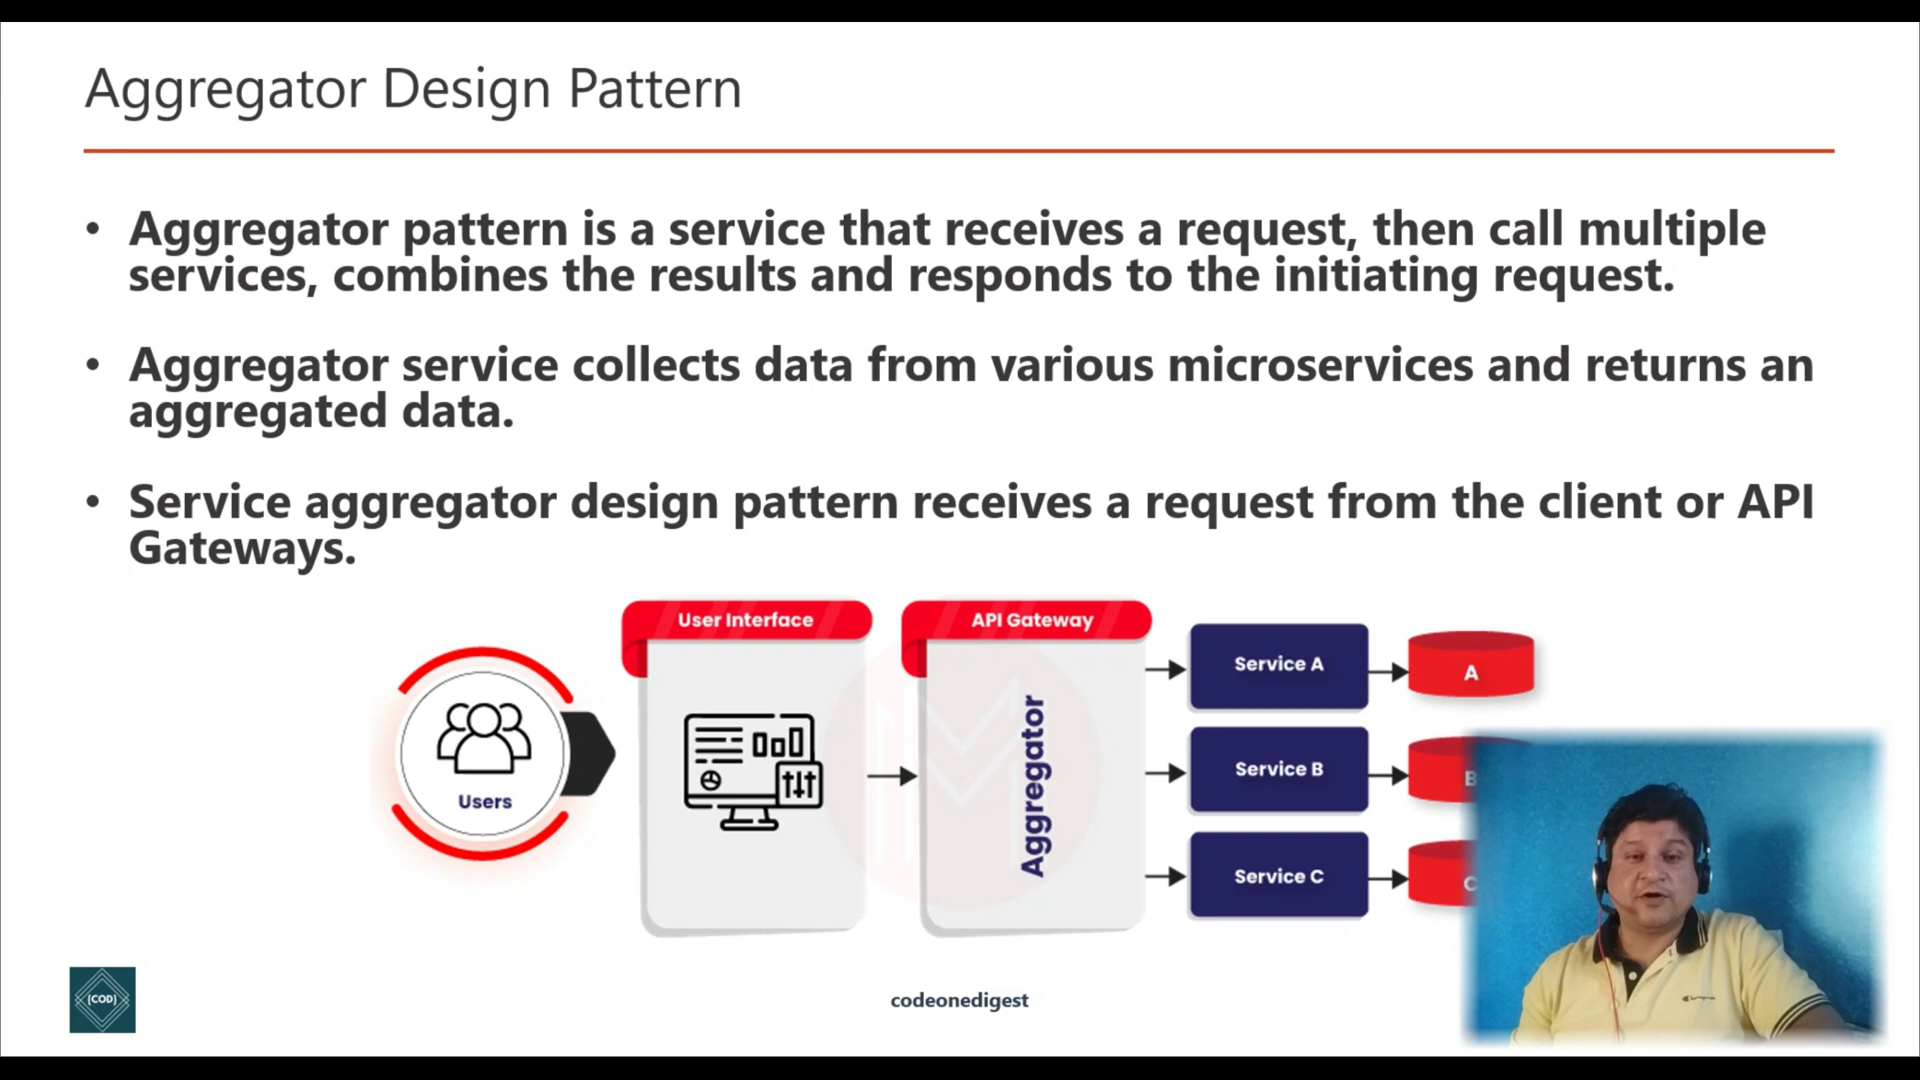 Aggregator Design Pattern
• Aggregator pattern is a service that receives a request, then call multiple
services, combines the results and responds to the initiating request.
• Aggregator service collects data from various microservices and returns an
aggregated data.
• Service aggregator design pattern receives a request from the client or API
Gateways.
User Interface
API Gateway
Users
Aggregator
Service A
A
Service B
B
Service C
C
[COD]
codeonedigest
Champion